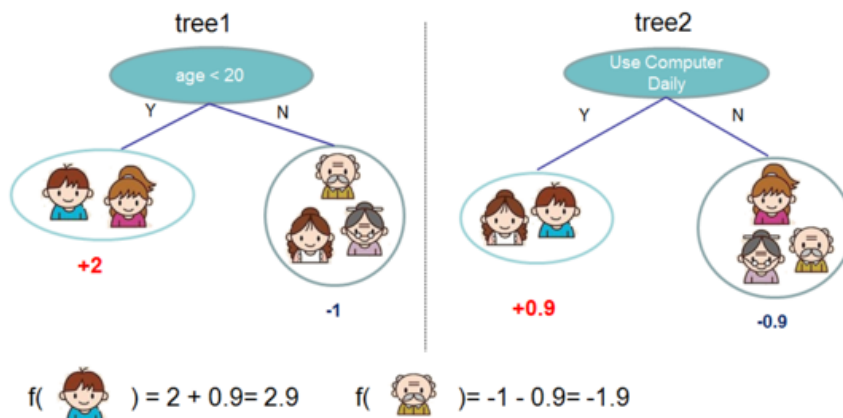 tree1
tree2
age < 20
Use Computer
Daily
Y
N
Y
N
+2
-1
+0.9
-0.9
f( ) = 2 + 0.9= 2.9
f( )= -1 - 0.9= -1.9